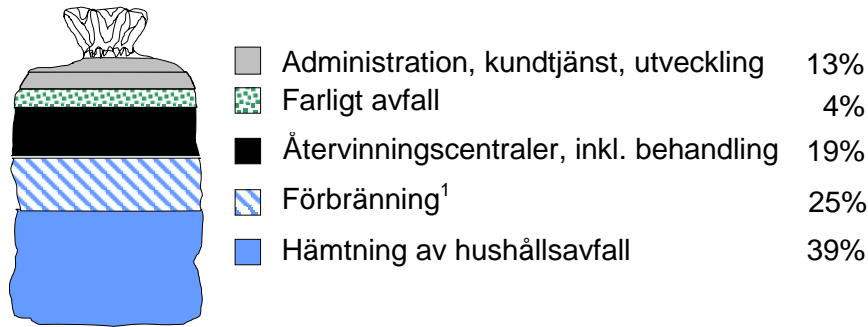 Administration, kundtjänst, utveckling 13%
Farligt avfall 4%
Återvinningscentraler, inkl. behandling 19%
Förbränning¹ 25%
Hämtning av hushållsavfall 39%